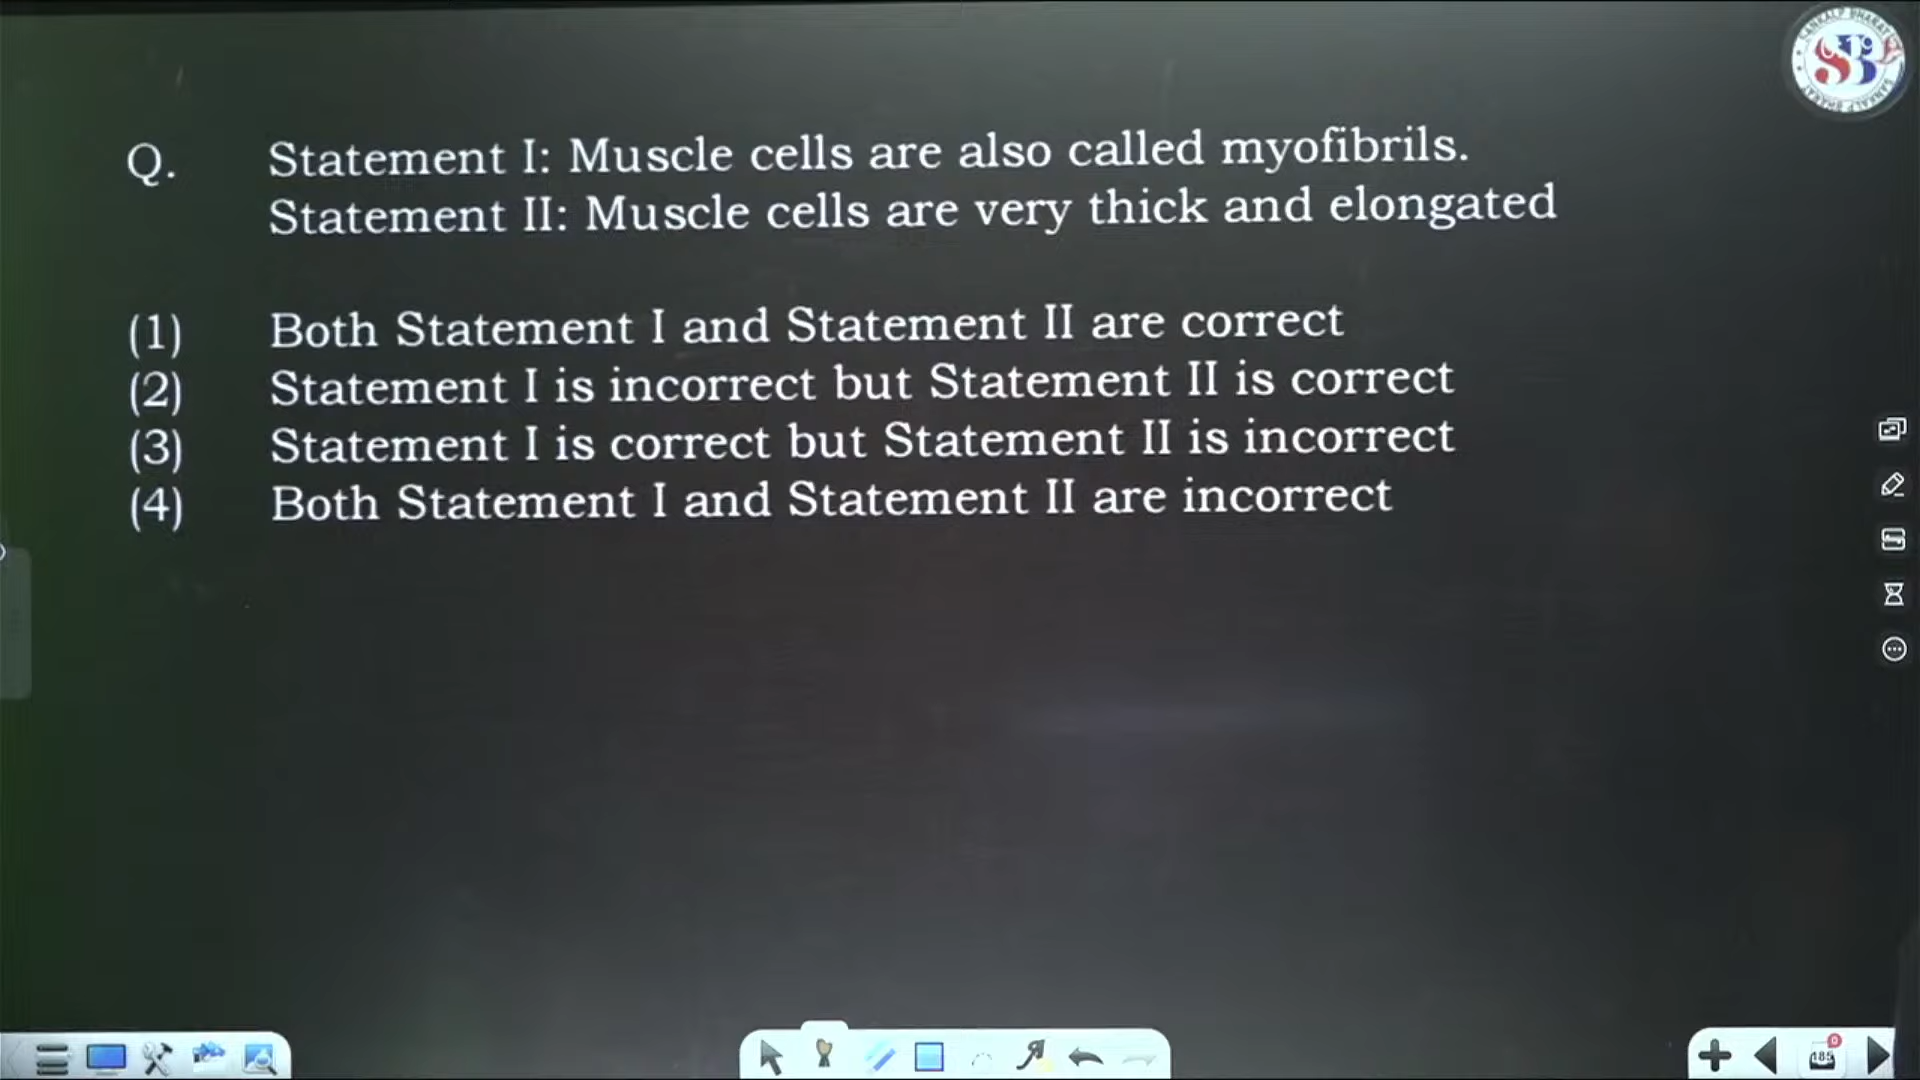 Q. Statement I: Muscle cells are also called myofibrils.
Statement II: Muscle cells are very thick and elongated
(1) Both Statement I and Statement II are correct
(2) Statement I is incorrect but Statement II is correct
(3) Statement I is correct but Statement II is incorrect
(4) Both Statement I and Statement II are incorrect
185
0